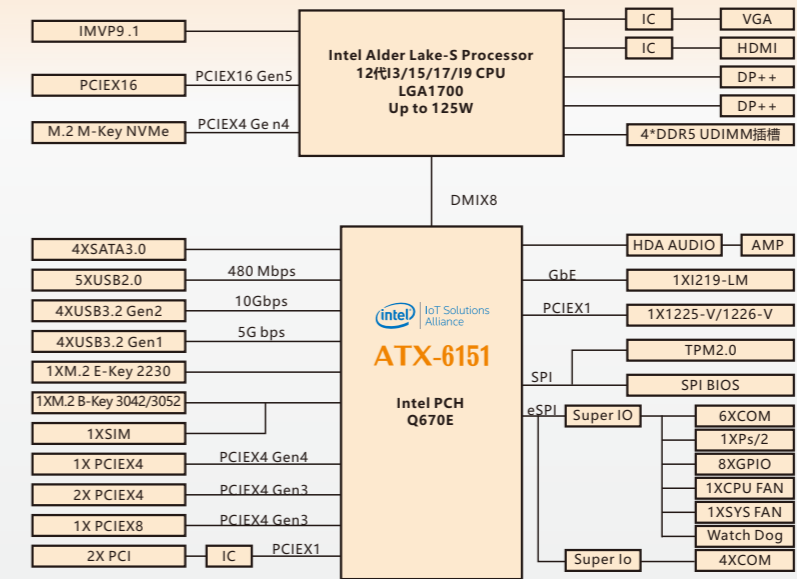 IMVP9 .1
PCIEX16
PCIEX16 Gen5
M.2 M-Key NVMe
PCIEX4 Ge n4
Intel Alder Lake-S Processor
12代I3/15/17/I9 CPU
LGA1700
Up to 125W
IC
VGA
IC
HDMI
DP++
DP++
4*DDR5 UDIMM插槽
DMIX8
4XSATA3.0
5XUSB2.0
480 Mbps
4XUSB3.2 Gen2
10Gbps
4XUSB3.2 Gen1
5G bps
1XM.2 E-Key 2230
1XM.2 B-Key 3042/3052
1XSIM
1X PCIEX4
PCIEX4 Gen4
2X PCIEX4
PCIEX4 Gen3
1X PCIEX8
PCIEX4 Gen3
2X PCI
IC
PCIEX1
intel
IoT Solutions
Alliance
ATX-6151
Intel PCH
Q670E
HDA AUDIO
AMP
GbE
1XI219-LM
PCIEX1
1X1225-V/1226-V
TPM2.0
SPI
SPI BIOS
eSPI
Super IO
6XCOM
1XPs/2
8XGPIO
1XCPU FAN
1XSYS FAN
Watch Dog
Super Io
4XCOM